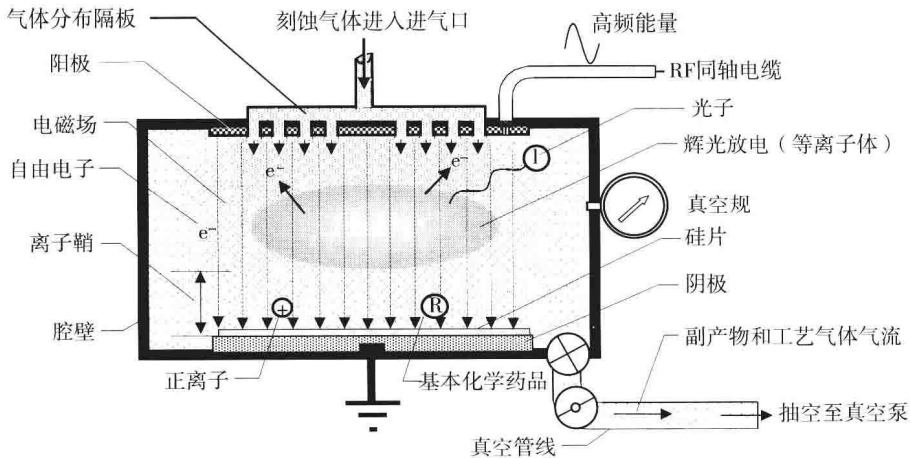 气体分布隔板
刻蚀气体进入进气口
高频能量
阳极
RF同轴电缆
电磁场
光子
e⁻
e⁻
辉光放电（等离子体）
自由电子
e⁻
真空规
离子鞘
硅片
阴极
腔壁
+
R
副产物和工艺气体气流
正离子
基本化学药品
抽空至真空泵
真空管线